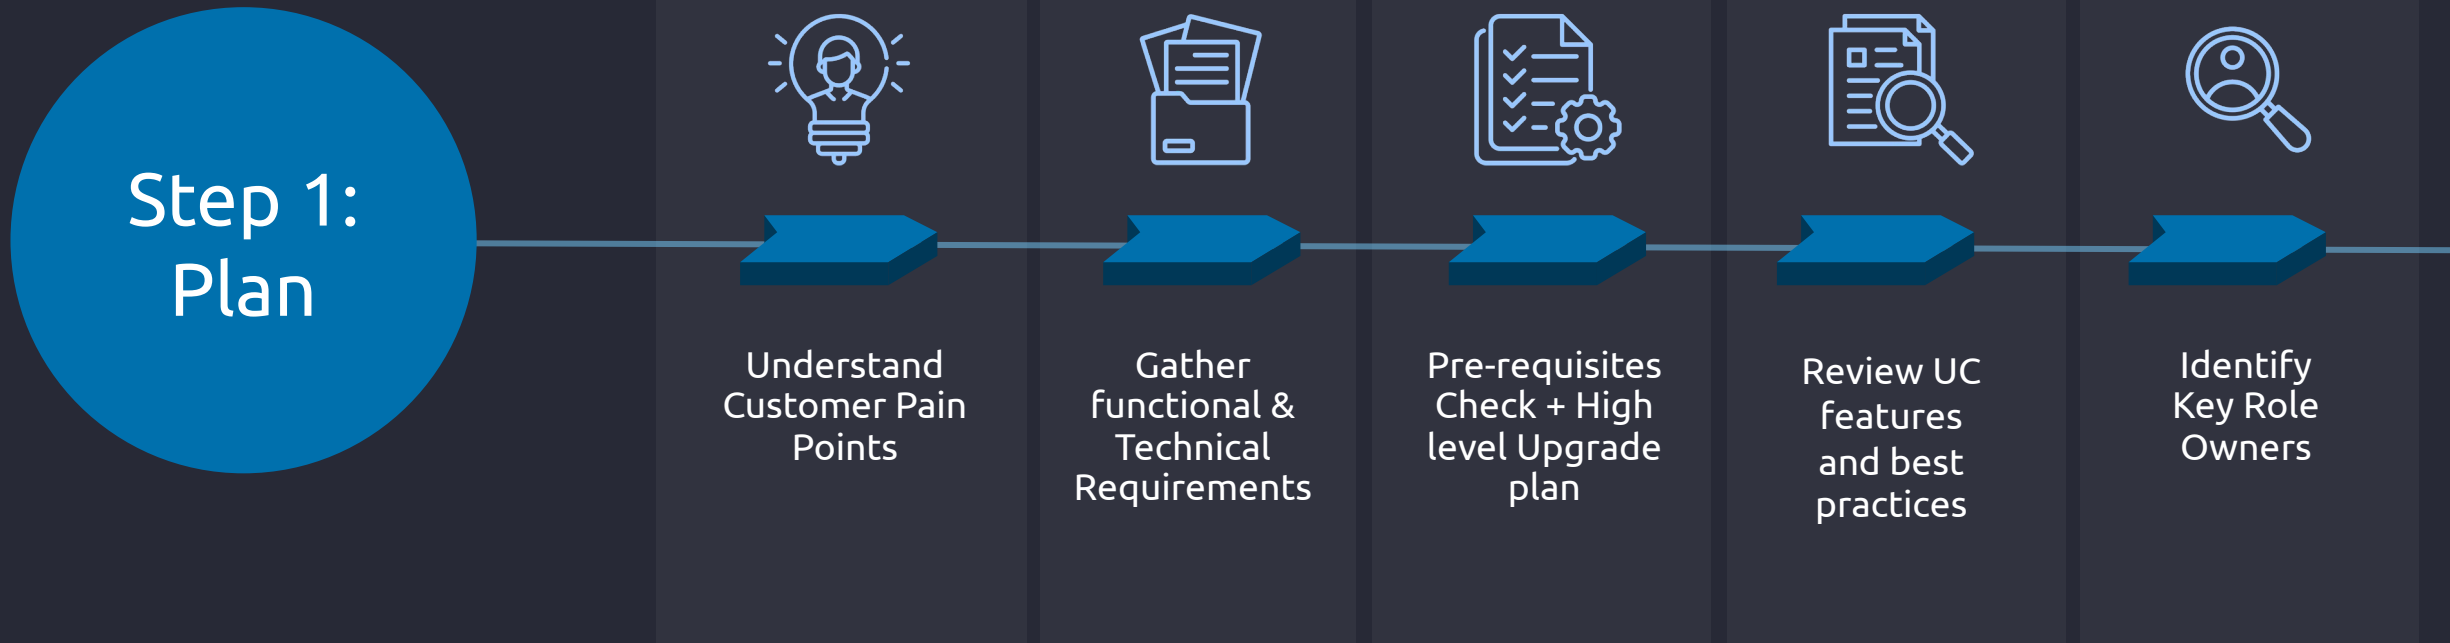 Step 1:
Plan
Understand
Customer Pain
Points
Gather
functional &
Technical
Requirements
Pre-requisites
Check + High
level Upgrade
plan
Review UC
features
and best
practices
Identify
Key Role
Owners